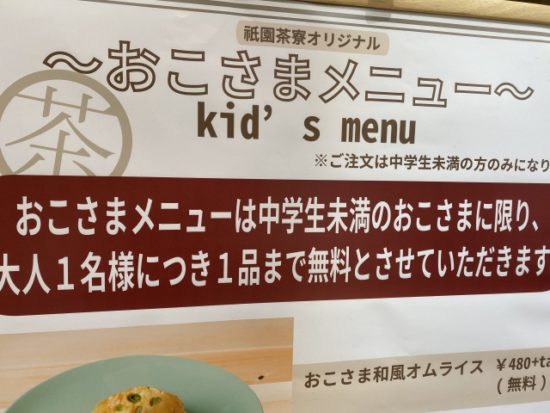 祇園茶寮オリジナル
～おこさまメニュー～
kid's menu
茶
※ご注文は中学生未満の方のみになり
おこさまメニューは中学生未満のおこさまに限り、
大人１名様につき１品まで無料とさせていただきます
おこさま和風オムライス ￥480+ta
(無料)